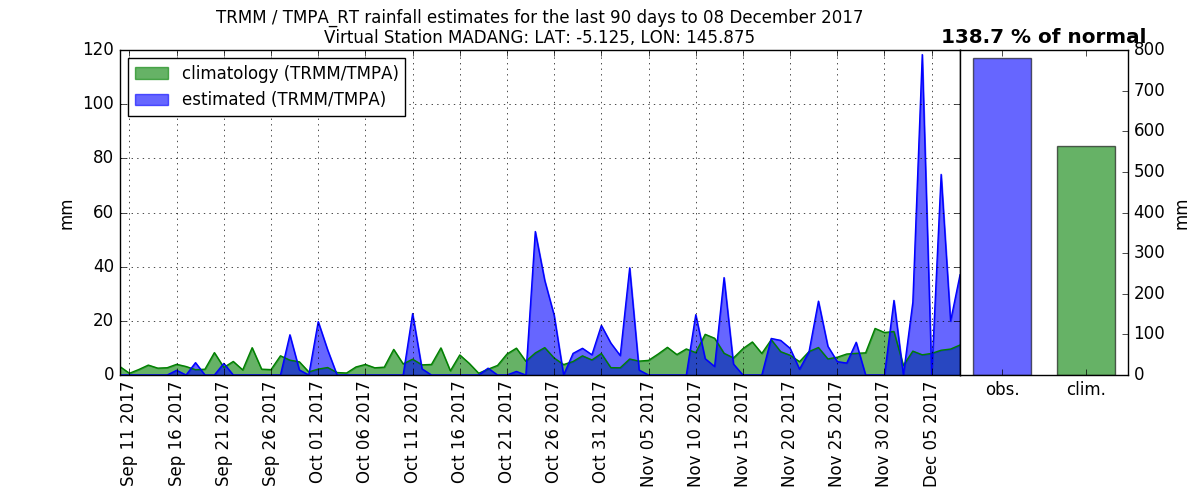 TRMM / TMPA_RT rainfall estimates for the last 90 days to 08 December 2017
Virtual Station MADANG: LAT: -5.125, LON: 145.875
138.7 % of normal
climatology (TRMM/TMPA)
estimated (TRMM/TMPA)
mm
120
100
80
60
40
20
0
Sep 11 2017
Sep 16 2017
Sep 21 2017
Sep 26 2017
Oct 01 2017
Oct 06 2017
Oct 11 2017
Oct 16 2017
Oct 21 2017
Oct 26 2017
Oct 31 2017
Nov 05 2017
Nov 10 2017
Nov 15 2017
Nov 20 2017
Nov 25 2017
Nov 30 2017
Dec 05 2017
800
700
600
500
400
300
200
100
0
mm
obs.
clim.